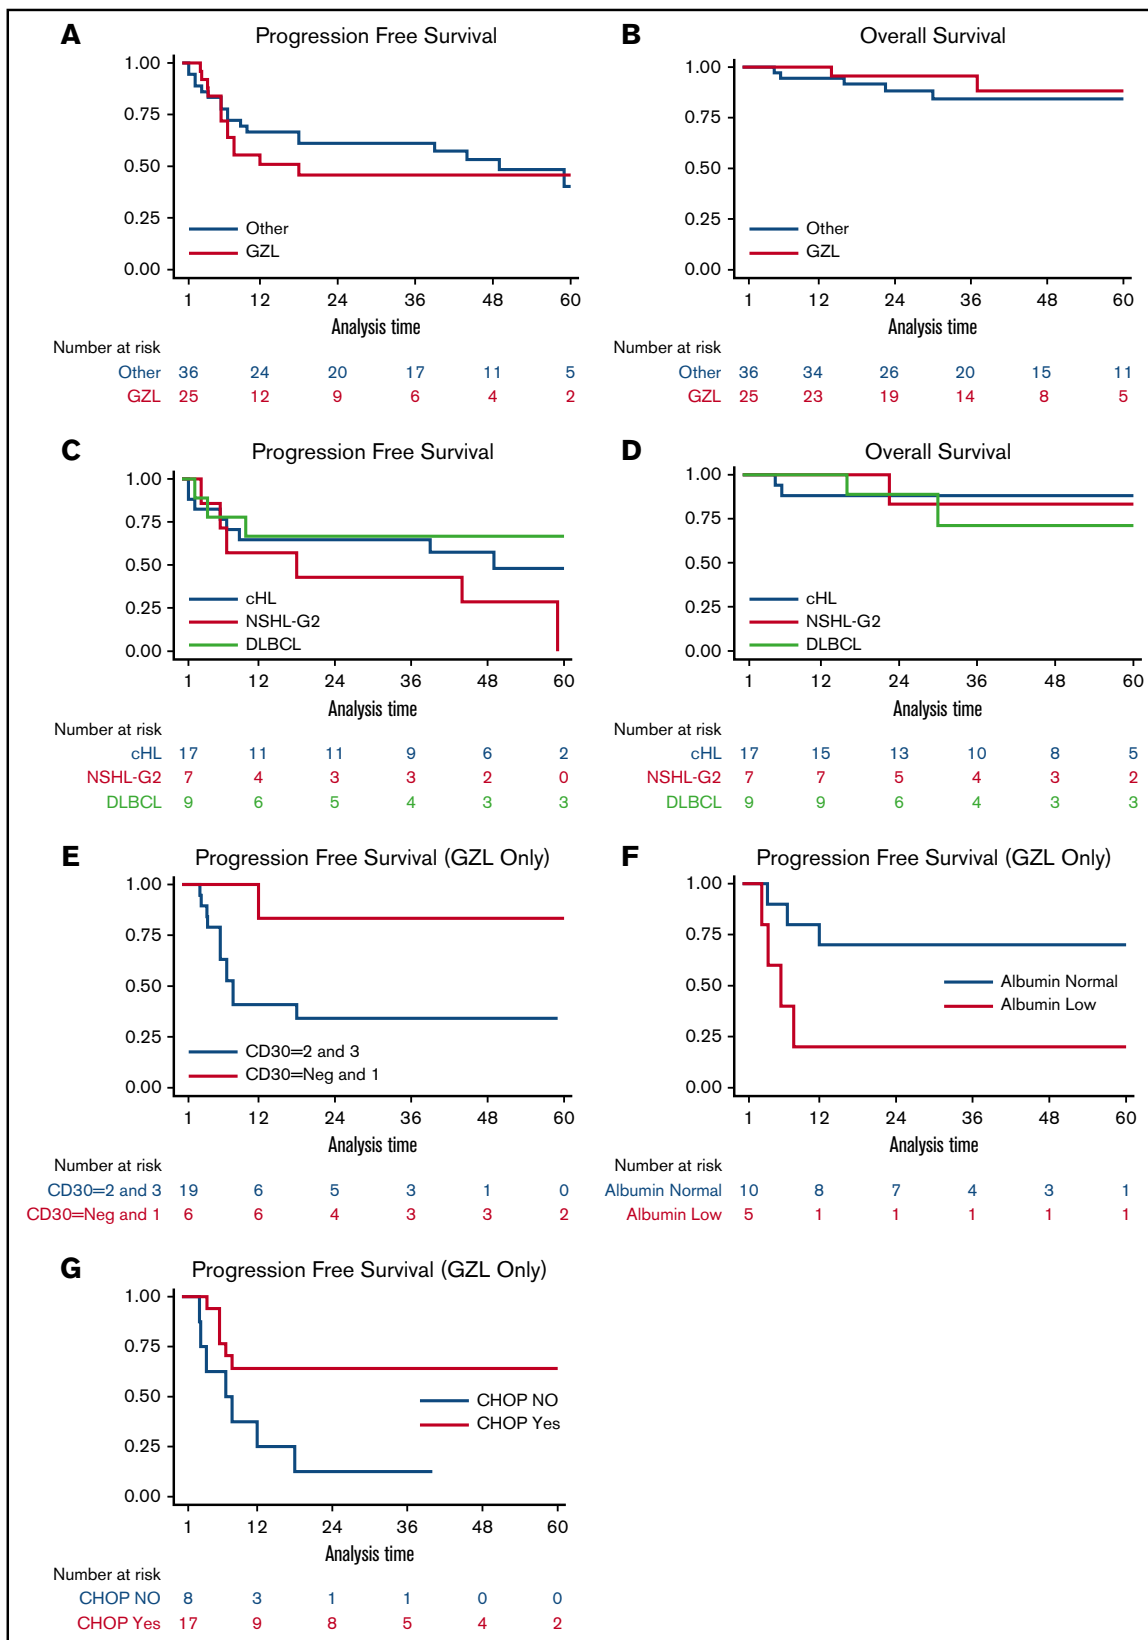 A Progression Free Survival
1.00
0.75
0.50
0.25
0.00
Other
GZL
1 12 24 36 48 60
Analysis time
Number at risk
Other 36 24 20 17 11 5
GZL 25 12 9 6 4 2
B Overall Survival
1.00
0.75
0.50
0.25
0.00
Other
GZL
1 12 24 36 48 60
Analysis time
Number at risk
Other 36 34 26 20 15 11
GZL 25 23 19 14 8 5
C Progression Free Survival
1.00
0.75
0.50
0.25
0.00
cHL
NSHL-G2
DLBCL
1 12 24 36 48 60
Analysis time
Number at risk
cHL 17 11 11 9 6 2
NSHL-G2 7 4 3 3 2 0
DLBCL 9 6 5 4 3 3
D Overall Survival
1.00
0.75
0.50
0.25
0.00
cHL
NSHL-G2
DLBCL
1 12 24 36 48 60
Analysis time
Number at risk
cHL 17 15 13 10 8 5
NSHL-G2 7 7 5 4 3 2
DLBCL 9 9 6 4 3 3
E Progression Free Survival (GZL Only)
1.00
0.75
0.50
0.25
0.00
CD30=2 and 3
CD30=Neg and 1
1 12 24 36 48 60
Analysis time
Number at risk
CD30=2 and 3 19 6 5 3 1 0
CD30=Neg and 1 6 6 4 3 3 2
F Progression Free Survival (GZL Only)
1.00
0.75
0.50
0.25
0.00
Albumin Normal
Albumin Low
1 12 24 36 48 60
Analysis time
Number at risk
Albumin Normal 10 8 7 4 3 1
Albumin Low 5 1 1 1 1 1
G Progression Free Survival (GZL Only)
1.00
0.75
0.50
0.25
0.00
CHOP NO
CHOP Yes
1 12 24 36 48 60
Analysis time
Number at risk
CHOP NO 8 3 1 1 0 0
CHOP Yes 17 9 8 5 4 2